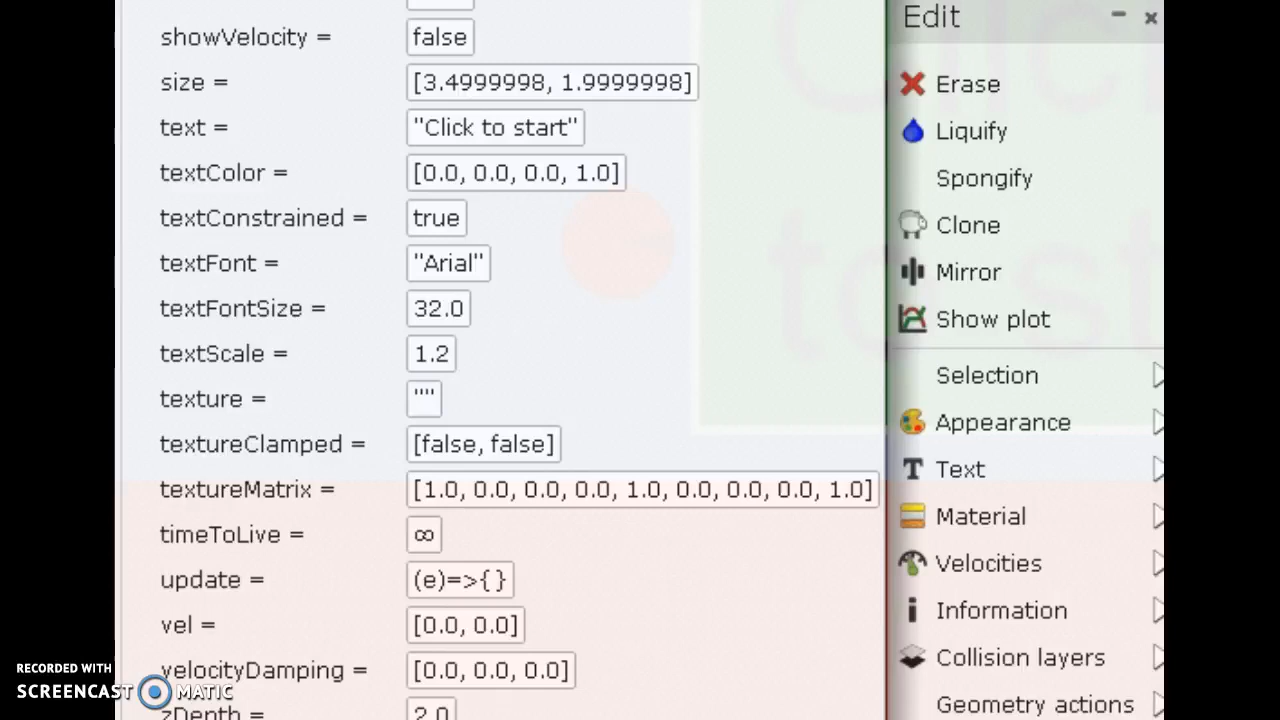 showVelocity = false
size = [3.4999998, 1.9999998]
text = "Click to start"
textColor = [0.0, 0.0, 0.0, 1.0]
textConstrained = true
textFont = "Arial"
textFontSize = 32.0
textScale = 1.2
texture = ""
textureClamped = [false, false]
textureMatrix = [1.0, 0.0, 0.0, 0.0, 1.0, 0.0, 0.0, 0.0, 1.0]
timeToLive = ∞
update = (e)=>{}
vel = [0.0, 0.0]
velocityDamping = [0.0, 0.0, 0.0]
zDepth = 2.0
Edit
Erase
Liquify
Spongify
Clone
Mirror
Show plot
Selection
Appearance
Text
Material
Velocities
Information
Collision layers
Geometry actions
Click
to st
RECORDED WITH
SCREENCAST MATIC